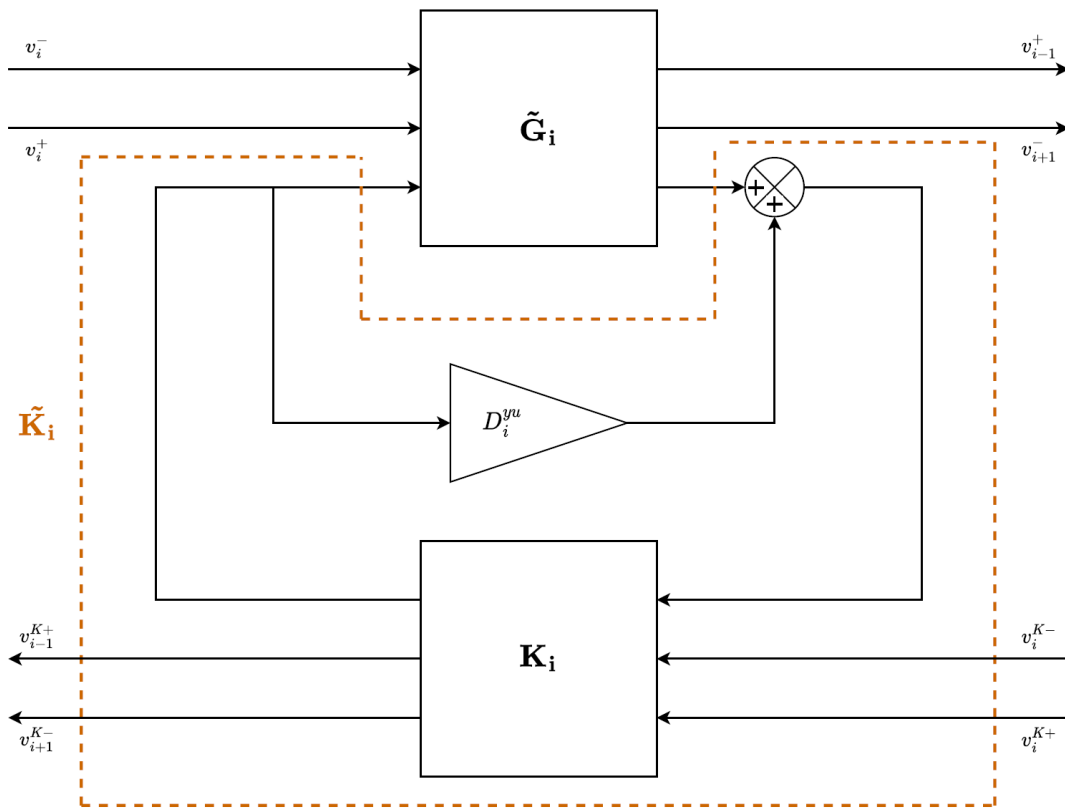 v_i^-
v_{i-1}^+
G̃_i
v_i^+
v_{i+1}^-
+
+
D_i^{yu}
K̃_i
v_{i-1}^{K+}
v_i^{K-}
K_i
v_{i+1}^{K-}
v_i^{K+}